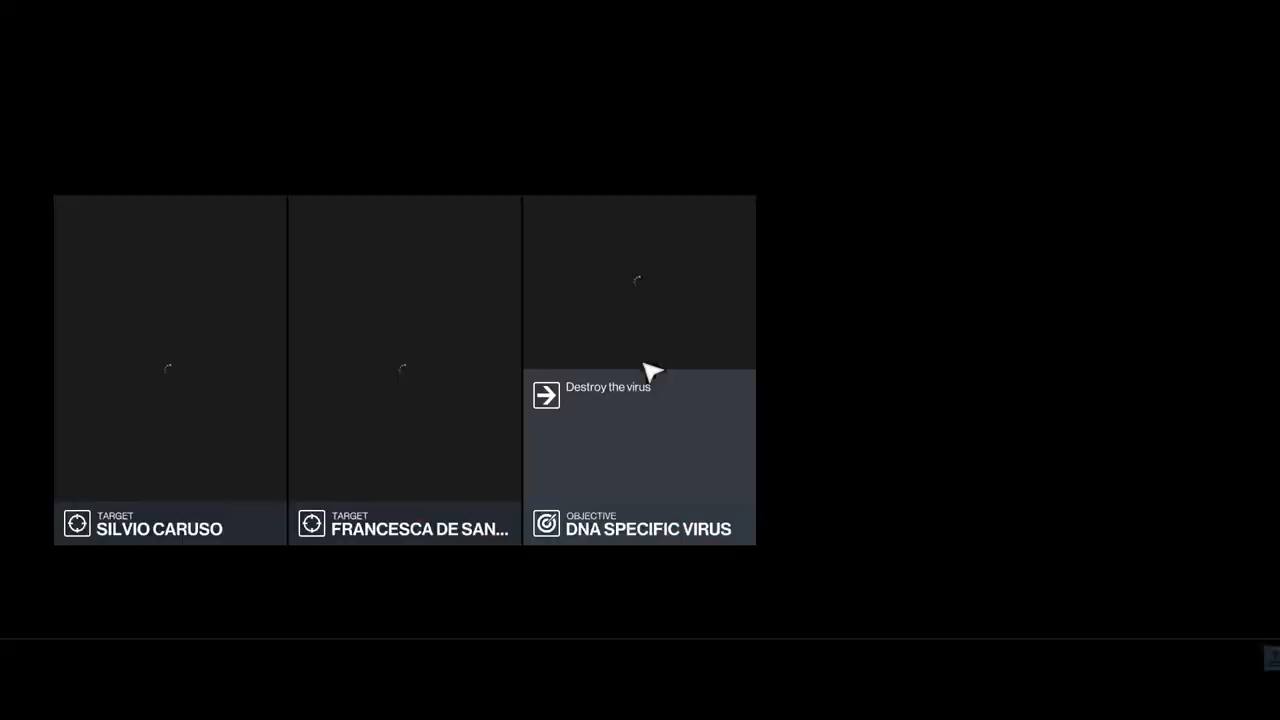 Destroy the virus
TARGET
SILVIO CARUSO
TARGET
FRANCESCA DE SAN...
OBJECTIVE
DNA SPECIFIC VIRUS